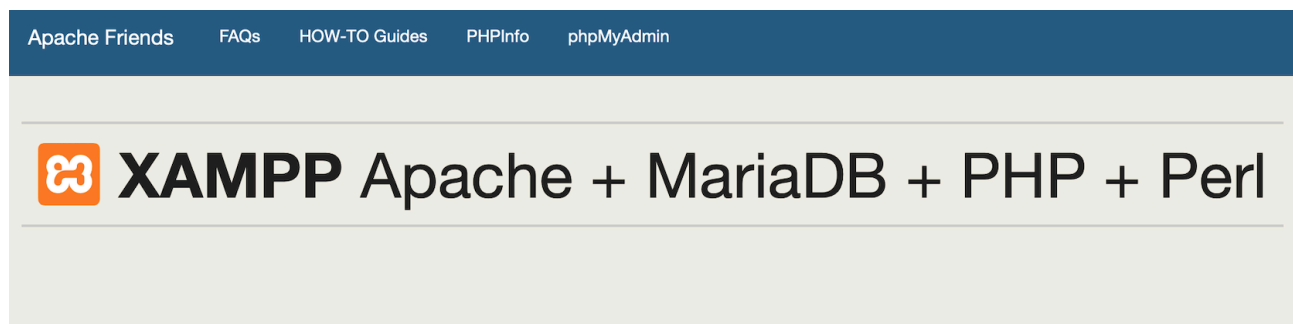 Apache Friends FAQs HOW-TO Guides PHPInfo phpMyAdmin
XAMPP Apache + MariaDB + PHP + Perl